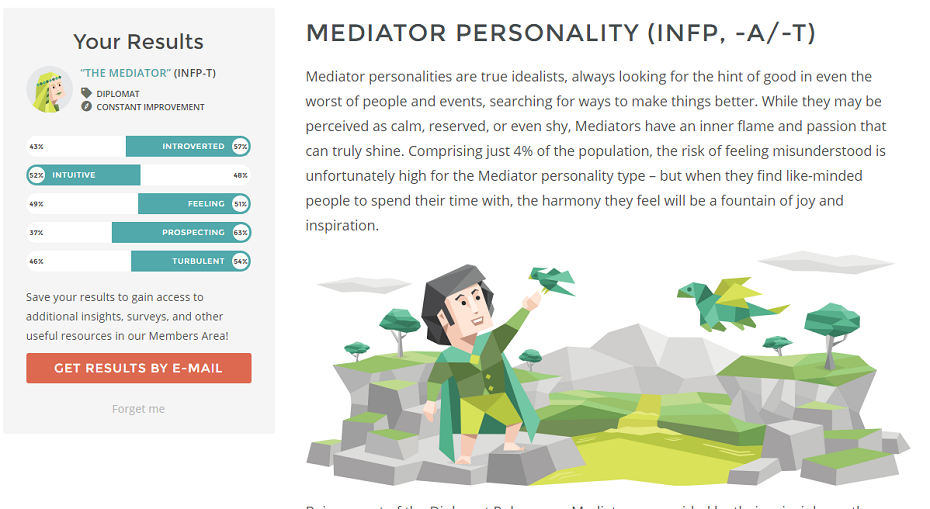 Your Results
"THE MEDIATOR" (INFP-T)
DIPLOMAT
CONSTANT IMPROVEMENT
43% INTROVERTED 57%
52% INTUITIVE 48%
49% FEELING 51%
37% PROSPECTING 63%
46% TURBULENT 54%
Save your results to gain access to
additional insights, surveys, and other
useful resources in our Members Area!
GET RESULTS BY E-MAIL
Forget me
MEDIATOR PERSONALITY (INFP, -A/-T)
Mediator personalities are true idealists, always looking for the hint of good in even the
worst of people and events, searching for ways to make things better. While they may be
perceived as calm, reserved, or even shy, Mediators have an inner flame and passion that
can truly shine. Comprising just 4% of the population, the risk of feeling misunderstood is
unfortunately high for the Mediator personality type – but when they find like-minded
people to spend their time with, the harmony they feel will be a fountain of joy and
inspiration.